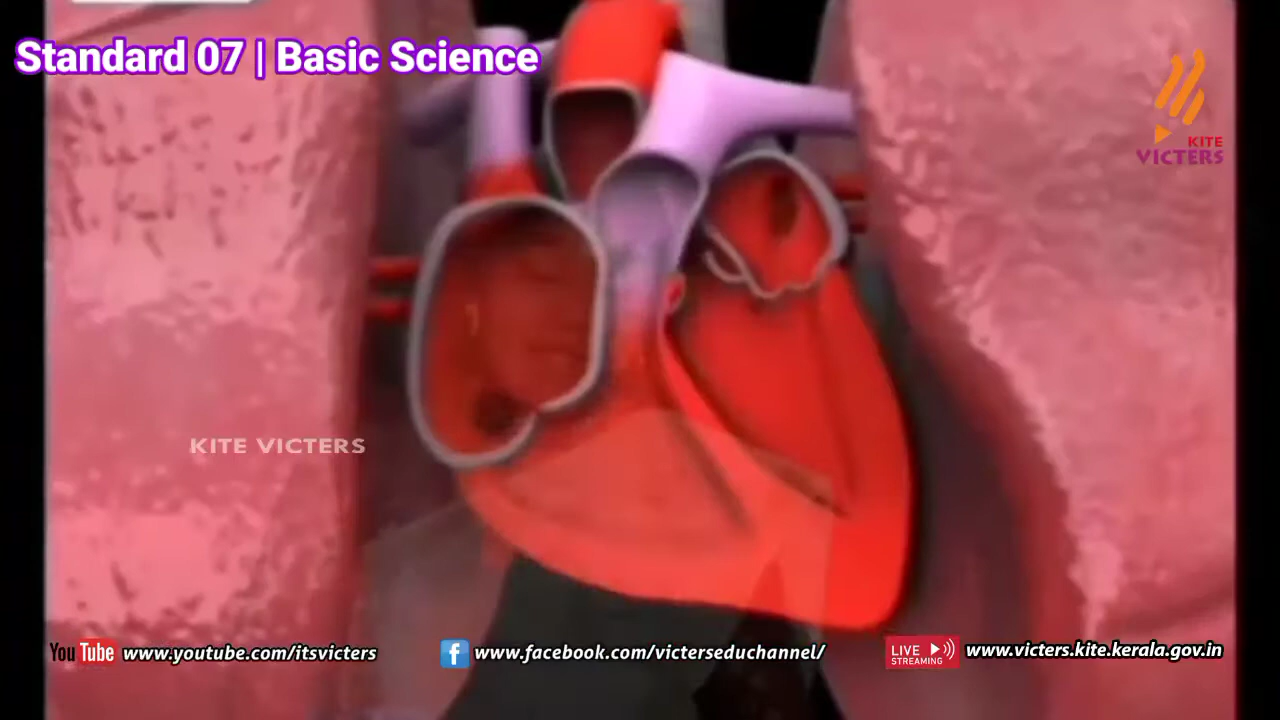 Standard 07 | Basic Science
KITE
VICTERS
KITE VICTERS
You Tube www.youtube.com/itsvicters
f www.facebook.com/victerseduchannel/
LIVE STREAMING www.victers.kite.kerala.gov.in